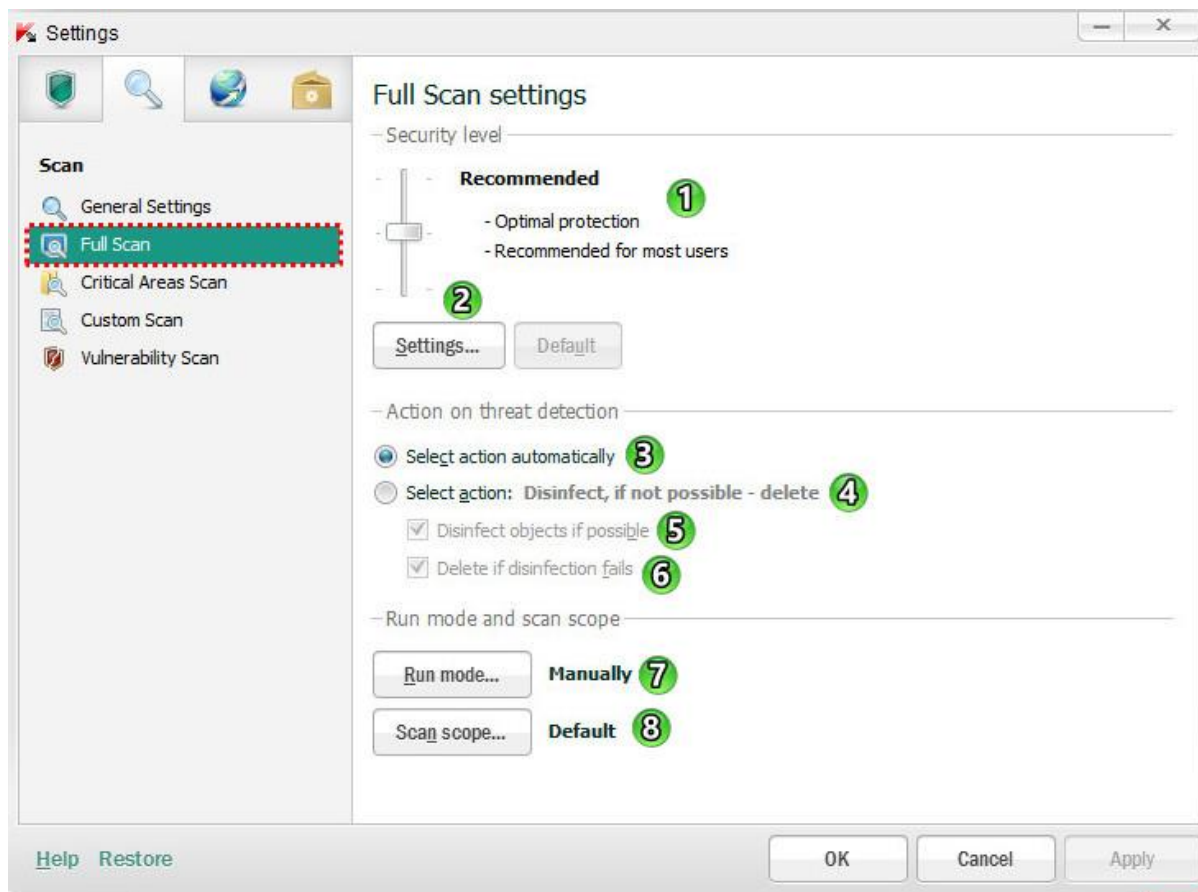 Settings
Full Scan settings
Security level
Scan
Recommended
1
General Settings
- Optimal protection
Full Scan
- Recommended for most users
Critical Areas Scan
2
Custom Scan
Settings... Default
Vulnerability Scan
Action on threat detection
Select action automatically 3
Select action: Disinfect, if not possible - delete 4
Disinfect objects if possible 5
Delete if disinfection fails 6
Run mode and scan scope
Run mode... Manually 7
Scan scope... Default 8
Help Restore OK Cancel Apply